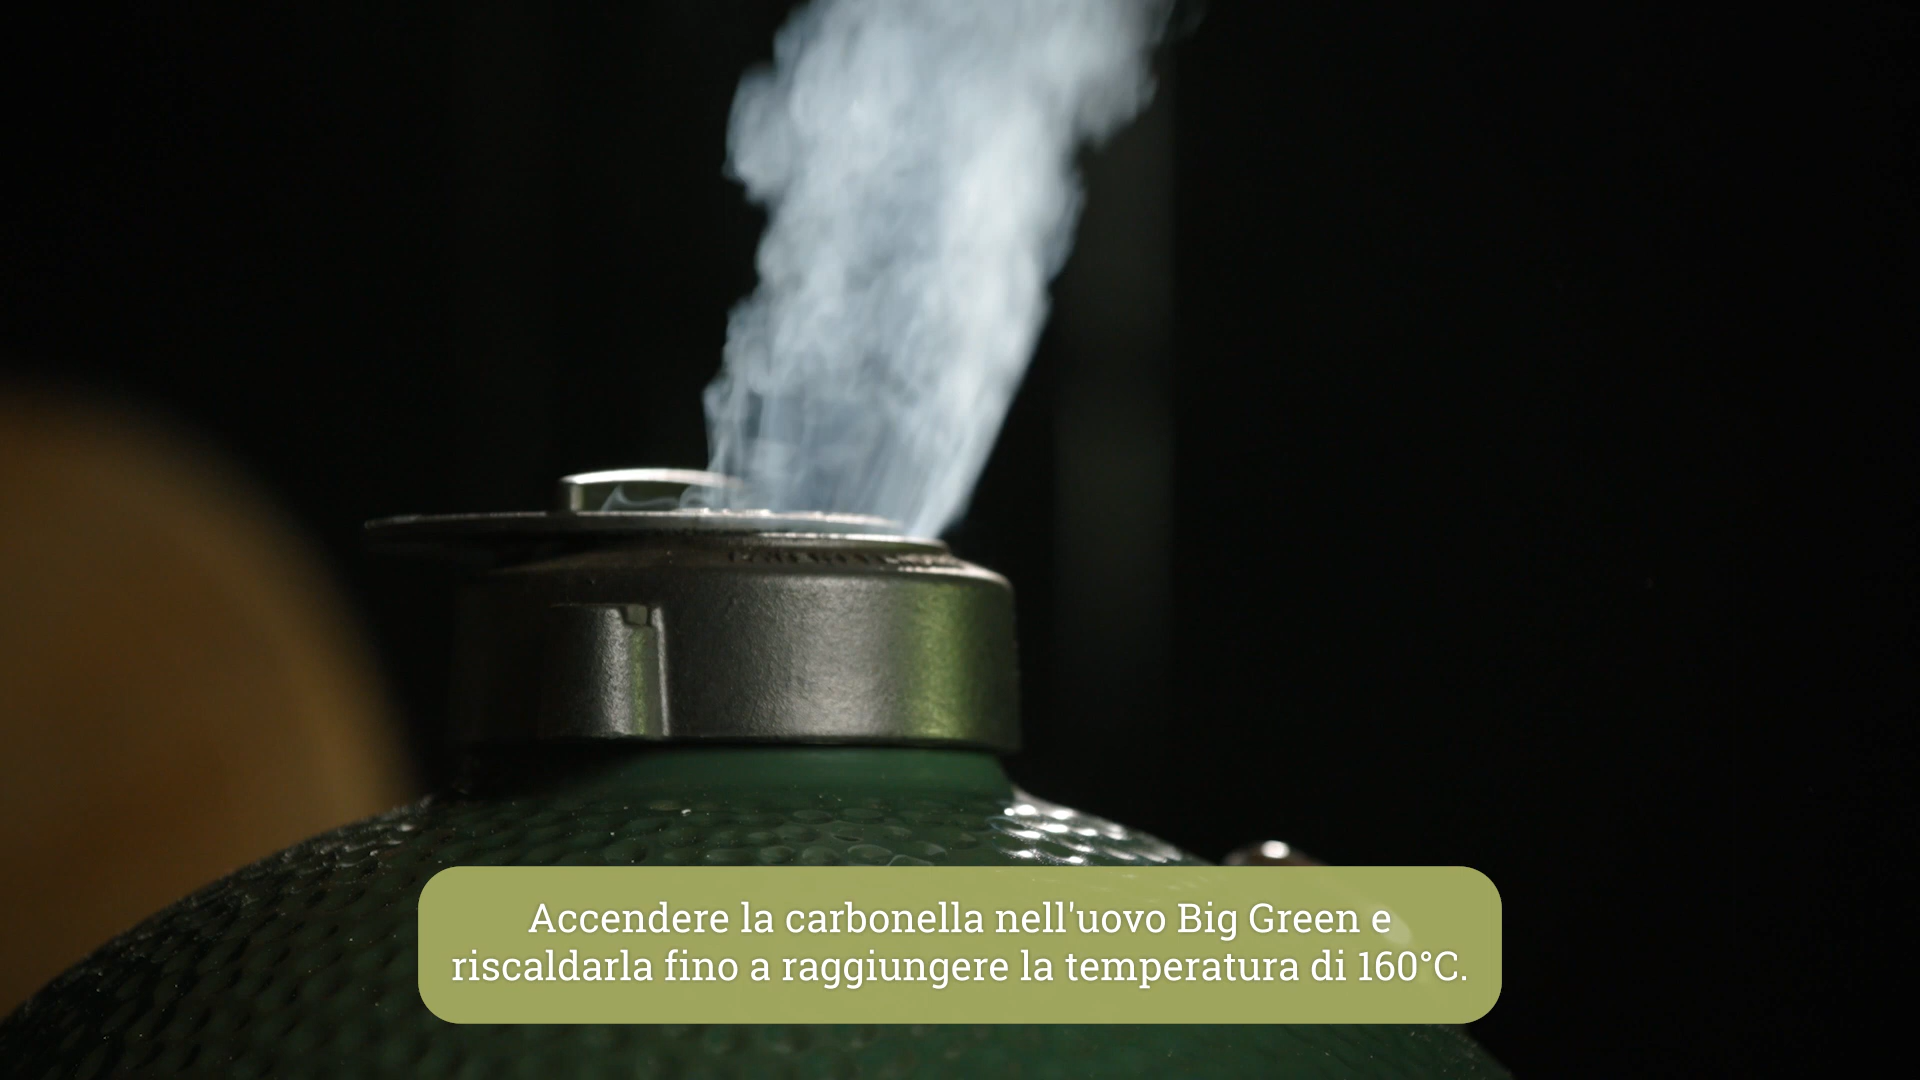 Accendere la carbonella nell'uovo Big Green e
riscaldarla fino a raggiungere la temperatura di 160°C.